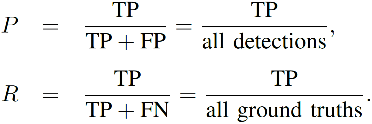 P = TP / (TP + FP) = TP / all detections,
R = TP / (TP + FN) = TP / all ground truths.